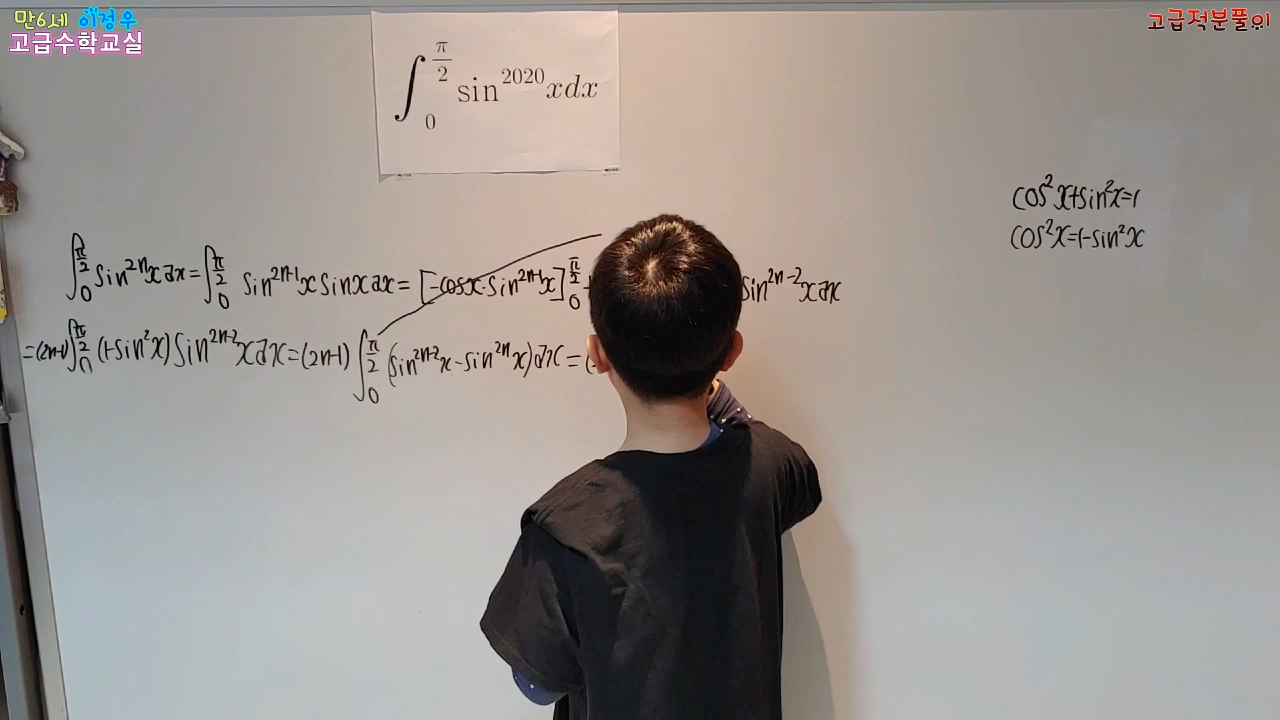 만6세 이정우
고급수학교실
고급적분풀이
∫₀^{π/2} sin^{2020} x dx
cos²x+sin²x=1
cos²x=1-sin²x
∫₀^{π/2} sin^{2n}x dx = ∫₀^{π/2} sin^{2n-1}x sinx dx = [-cosx·sin^{2n-1}x]₀^{π/2} sin^{2n-2}x dx
=(2n-1)∫₀^{π/2} (1-sin²x) sin^{2n-2}x dx = (2n-1) ∫₀^{π/2} (sin^{2n-2}x - sin^{2n}x) dx = (